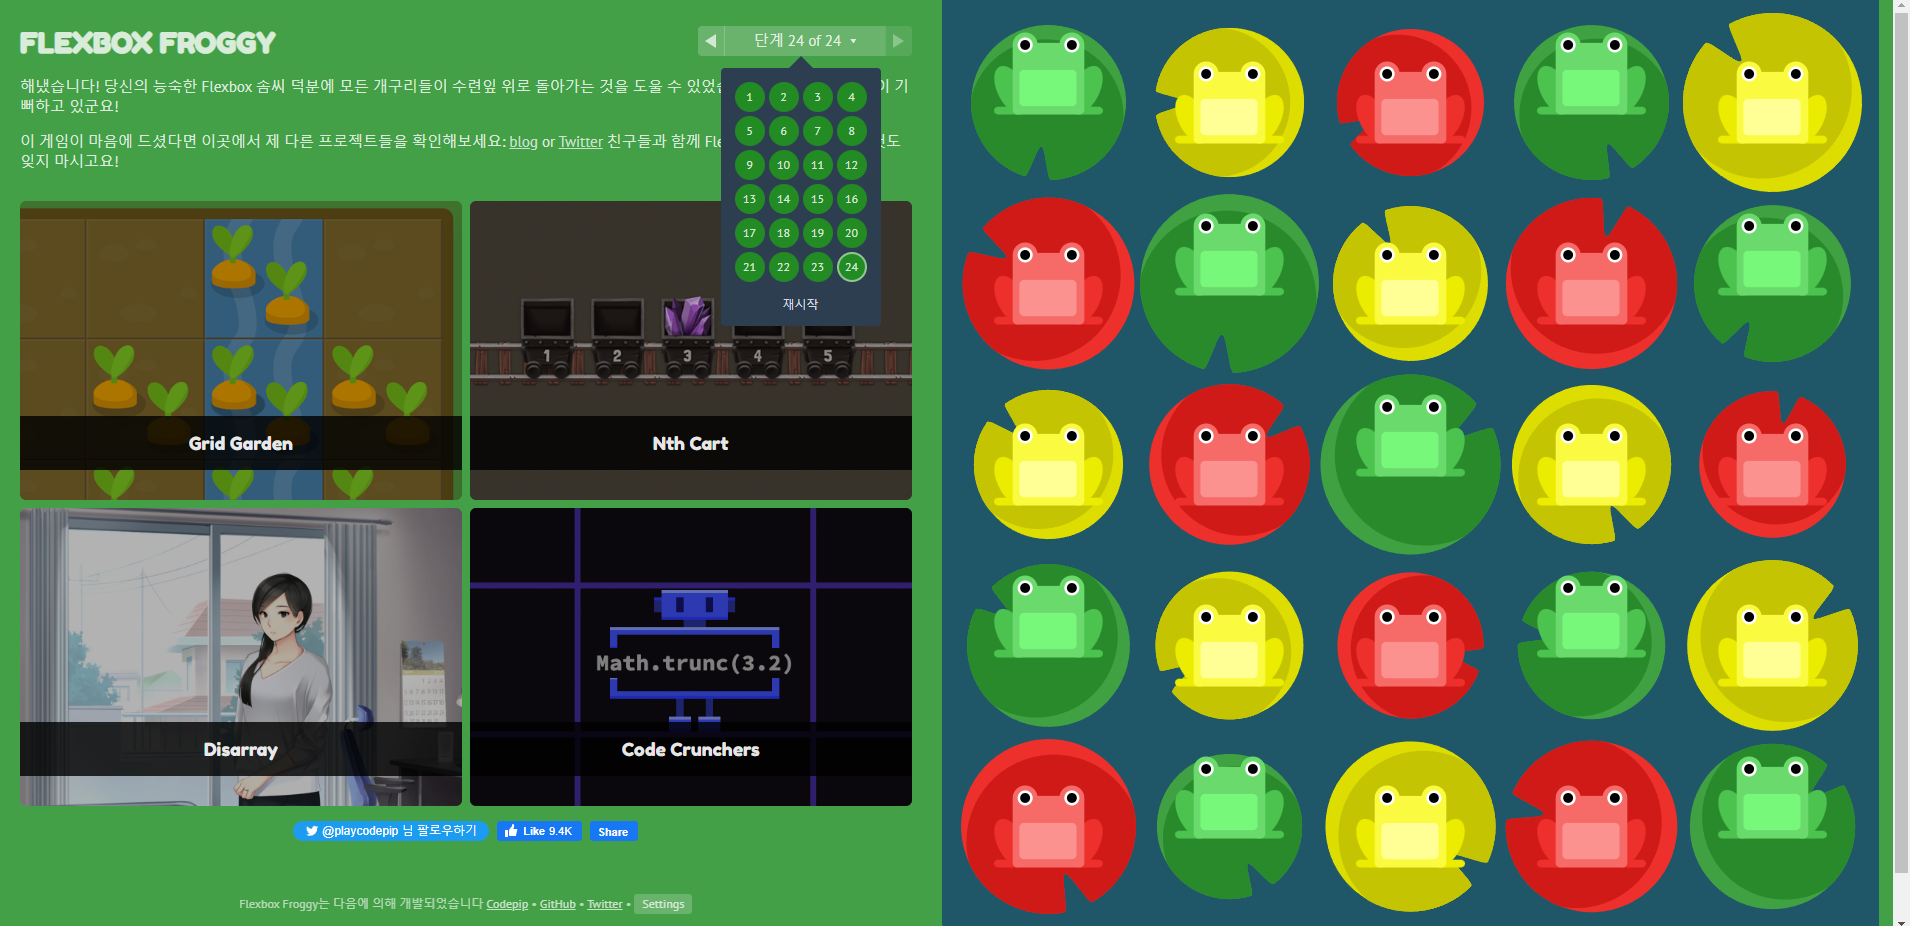 FLEXBOX FROGGY
단계 24 of 24
해냈습니다! 당신의 능숙한 Flexbox 솜씨 덕분에 모든 개구리들이 수련잎 위로 돌아가는 것을 도울 수 있었습 이 기
뻐하고 있군요!
이 게임이 마음에 드셨다면 이곳에서 제 다른 프로젝트들을 확인해보세요: blog or Twitter 친구들과 함께 Fle 것도
잊지 마시고요!
1 2 3 4
5 6 7 8
9 10 11 12
13 14 15 16
17 18 19 20
21 22 23 24
재시작
1 2 3 4 5
Grid Garden
Nth Cart
Math.trunc(3.2)
Disarray
Code Crunchers
@playcodepip 님 팔로우하기
Like 9.4K
Share
Flexbox Froggy는 다음에 의해 개발되었습니다 Codepip • GitHub • Twitter • Settings